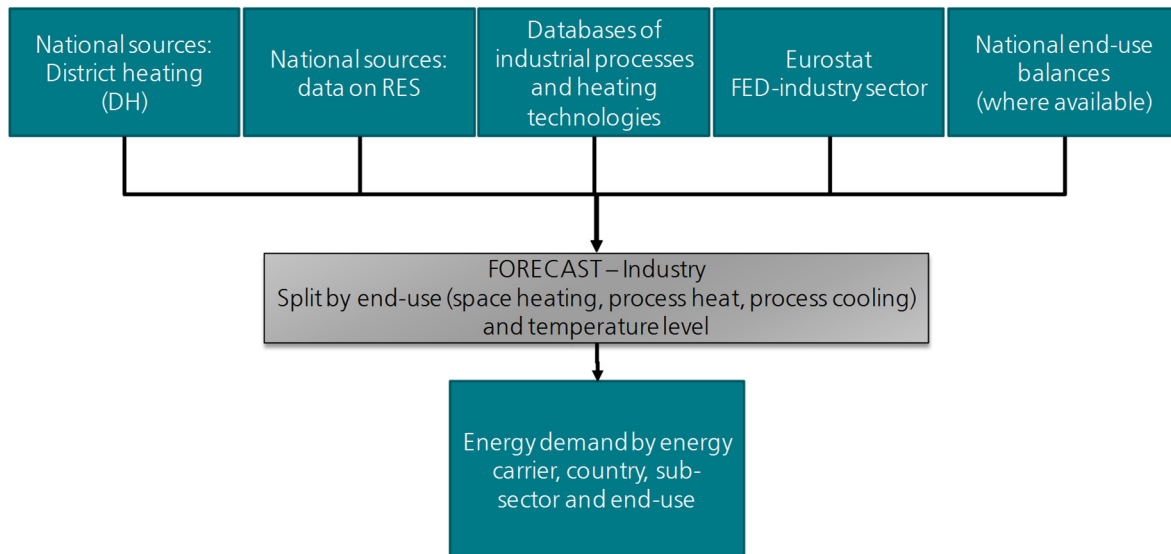 National sources:
District heating
(DH)
National sources:
data on RES
Databases of
industrial processes
and heating
technologies
Eurostat
FED-industry sector
National end-use
balances
(where available)
FORECAST – Industry
Split by end-use (space heating, process heat, process cooling)
and temperature level
Energy demand by energy
carrier, country, sub-
sector and end-use